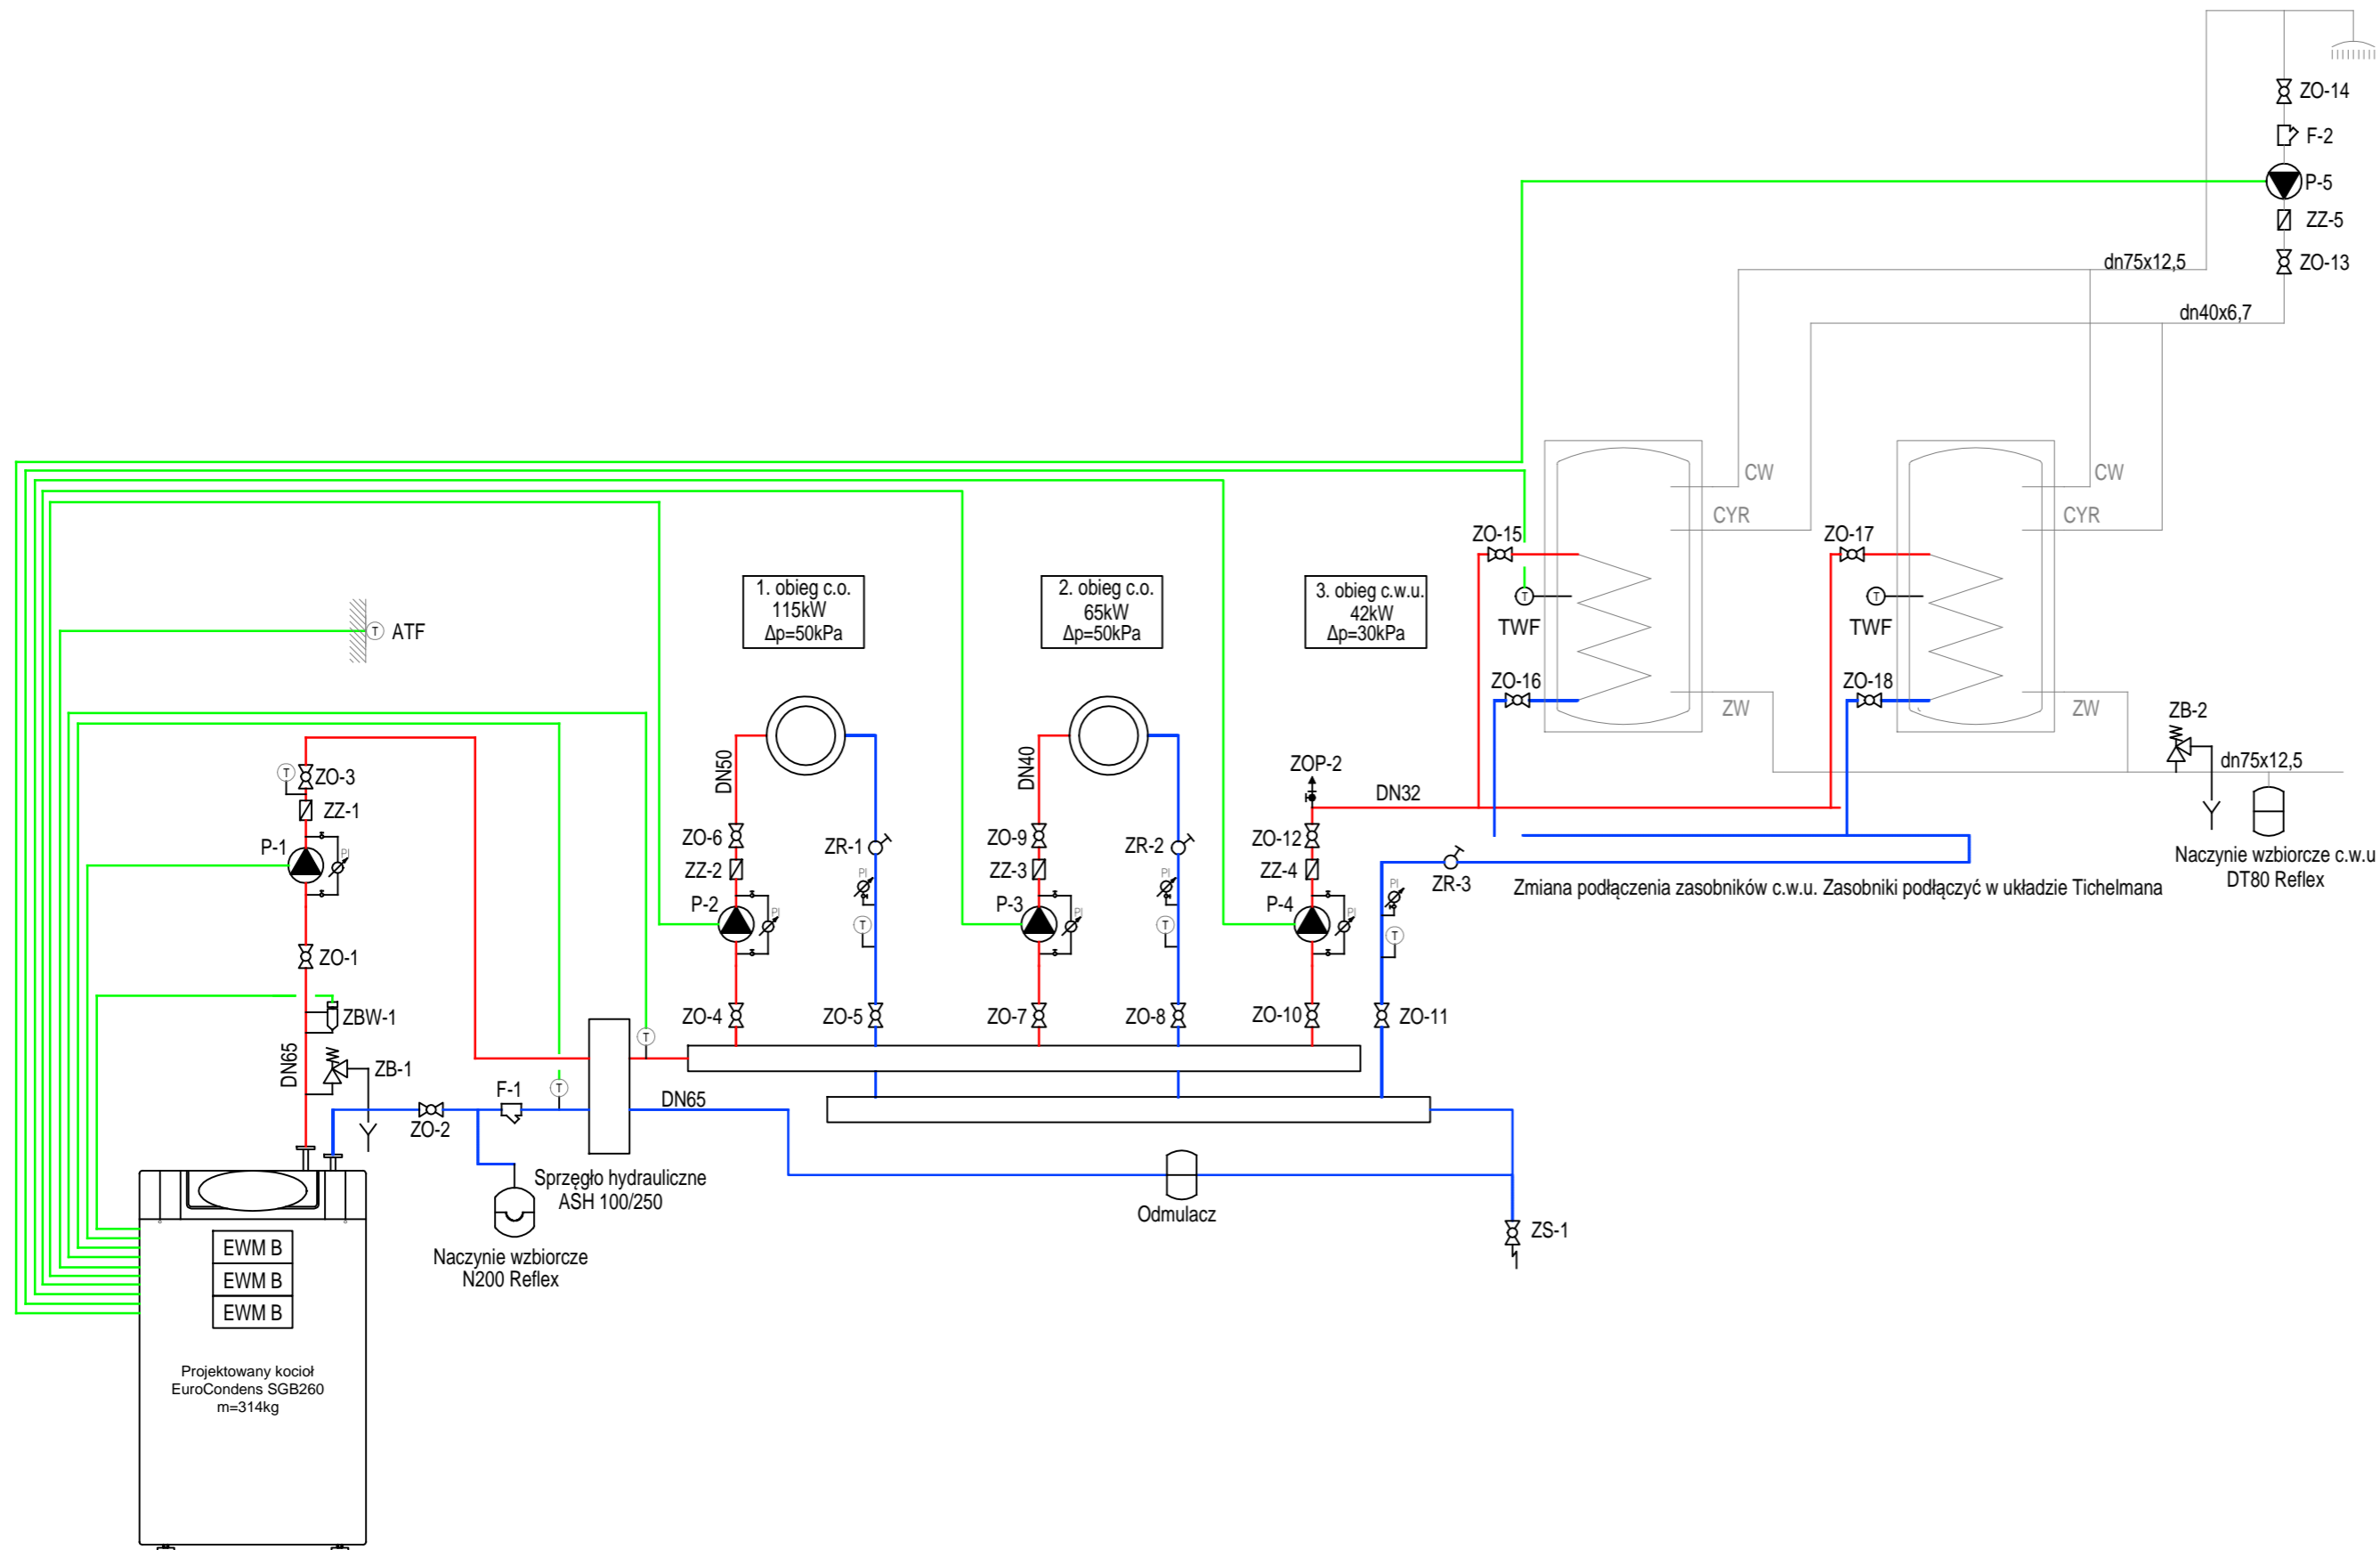 ZO-14
F-2
P-5
ZZ-5
ZO-13
dn75x12,5
dn40x6,7
CW
CYR
CW
CYR
ZO-15
ZO-17
T
TWF
T
TWF
ZO-16
ZO-18
ZW
ZW
ZB-2
dn75x12,5
Naczynie wzbiorcze c.w.u
DT80 Reflex
1. obieg c.o.
115kW
Δp=50kPa
2. obieg c.o.
65kW
Δp=50kPa
3. obieg c.w.u.
42kW
Δp=30kPa
T
ATF
DN50
DN40
ZOP-2
DN32
T
ZO-3
ZZ-1
P-1
PI
ZO-1
ZBW-1
DN65
ZB-1
ZO-6
ZZ-2
P-2
PI
ZO-4
ZR-1
PI
T
ZO-5
ZO-9
ZZ-3
P-3
PI
ZO-7
ZR-2
PI
T
ZO-8
ZO-12
ZZ-4
P-4
PI
ZO-10
ZR-3
PI
T
ZO-11
Zmiana podłączenia zasobników c.w.u. Zasobniki podłączyć w układzie Tichelmana
T
T
F-1
ZO-2
DN65
Sprzęgło hydrauliczne
ASH 100/250
Naczynie wzbiorcze
N200 Reflex
Odmulacz
ZS-1
EWM B
EWM B
EWM B
Projektowany kocioł
EuroCondens SGB260
m=314kg